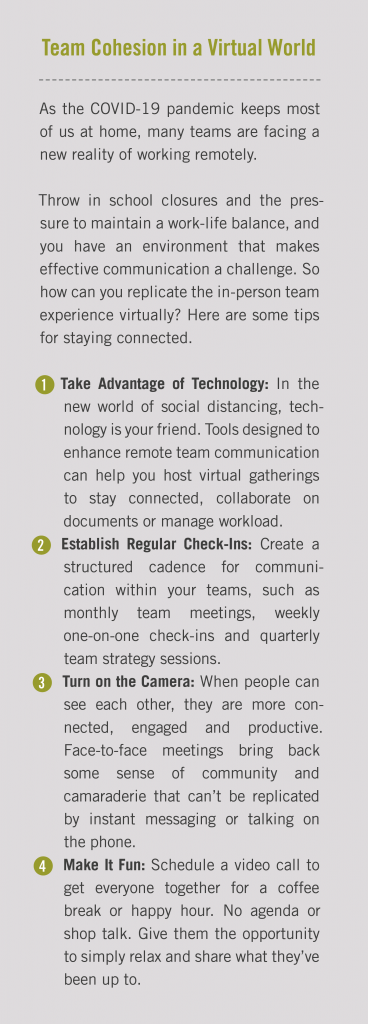 Team Cohesion in a Virtual World
As the COVID-19 pandemic keeps most
of us at home, many teams are facing a
new reality of working remotely.
Throw in school closures and the pres-
sure to maintain a work-life balance, and
you have an environment that makes
effective communication a challenge. So
how can you replicate the in-person team
experience virtually? Here are some tips
for staying connected.
1 Take Advantage of Technology: In the
new world of social distancing, tech-
nology is your friend. Tools designed to
enhance remote team communication
can help you host virtual gatherings
to stay connected, collaborate on
documents or manage workload.
2 Establish Regular Check-Ins: Create a
structured cadence for communi-
cation within your teams, such as
monthly team meetings, weekly
one-on-one check-ins and quarterly
team strategy sessions.
3 Turn on the Camera: When people can
see each other, they are more con-
nected, engaged and productive.
Face-to-face meetings bring back
some sense of community and
camaraderie that can't be replicated
by instant messaging or talking on
the phone.
4 Make It Fun: Schedule a video call to
get everyone together for a coffee
break or happy hour. No agenda or
shop talk. Give them the opportunity
to simply relax and share what they've
been up to.